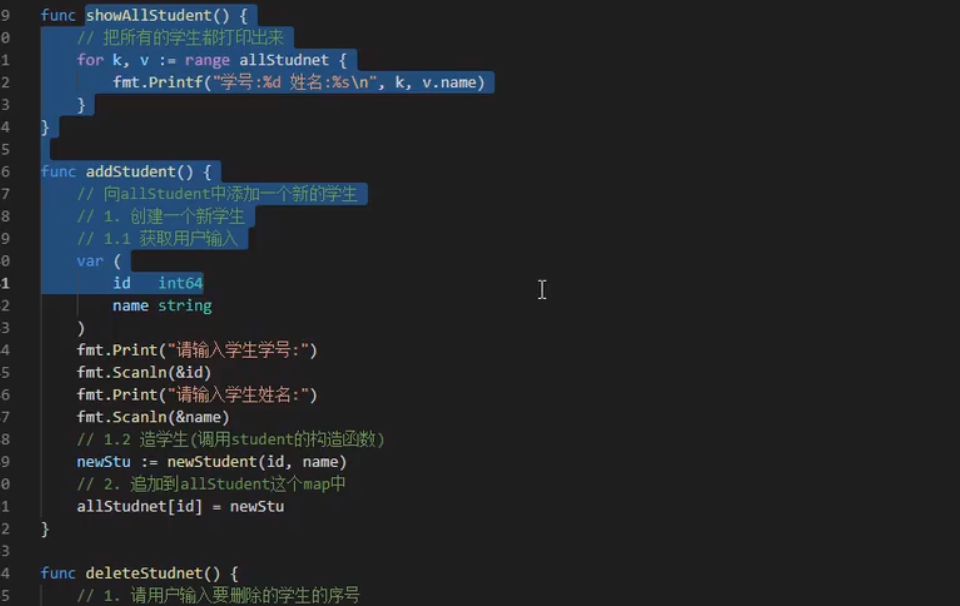 9 func showAllStudent() {
0 // 把所有的学生都打印出来
1 for k, v := range allStudnet {
2 fmt.Printf("学号:%d 姓名:%s\n", k, v.name)
3 }
4 }
5
6 func addStudent() {
7 // 向allStudent中添加一个新的学生
8 // 1. 创建一个新学生
9 // 1.1 获取用户输入
0 var (
1 id int64
2 name string
3 )
4 fmt.Print("请输入学生学号:")
5 fmt.Scanln(&id)
6 fmt.Print("请输入学生姓名:")
7 fmt.Scanln(&name)
8 // 1.2 造学生(调用student的构造函数)
9 newStu := newStudent(id, name)
0 // 2. 追加到allStudent这个map中
1 allStudnet[id] = newStu
2 }
3
4 func deleteStudnet() {
5 // 1. 请用户输入要删除的学生的序号